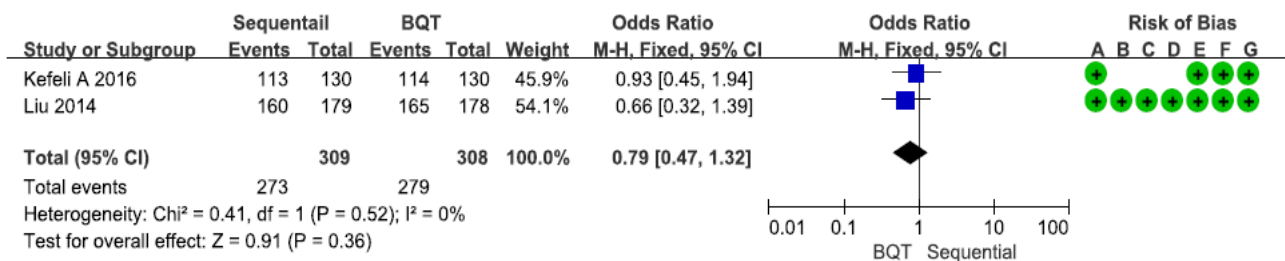 Sequentail BQT Odds Ratio Odds Ratio Risk of Bias
Study or Subgroup Events Total Events Total Weight M-H, Fixed, 95% CI M-H, Fixed, 95% CI A B C D E F G
Kefeli A 2016 113 130 114 130 45.9% 0.93 [0.45, 1.94] + + + +
Liu 2014 160 179 165 178 54.1% 0.66 [0.32, 1.39] + + + + + + +
Total (95% CI) 309 308 100.0% 0.79 [0.47, 1.32]
Total events 273 279
Heterogeneity: Chi² = 0.41, df = 1 (P = 0.52); I² = 0%
Test for overall effect: Z = 0.91 (P = 0.36)
0.01 0.1 1 10 100
BQT Sequential